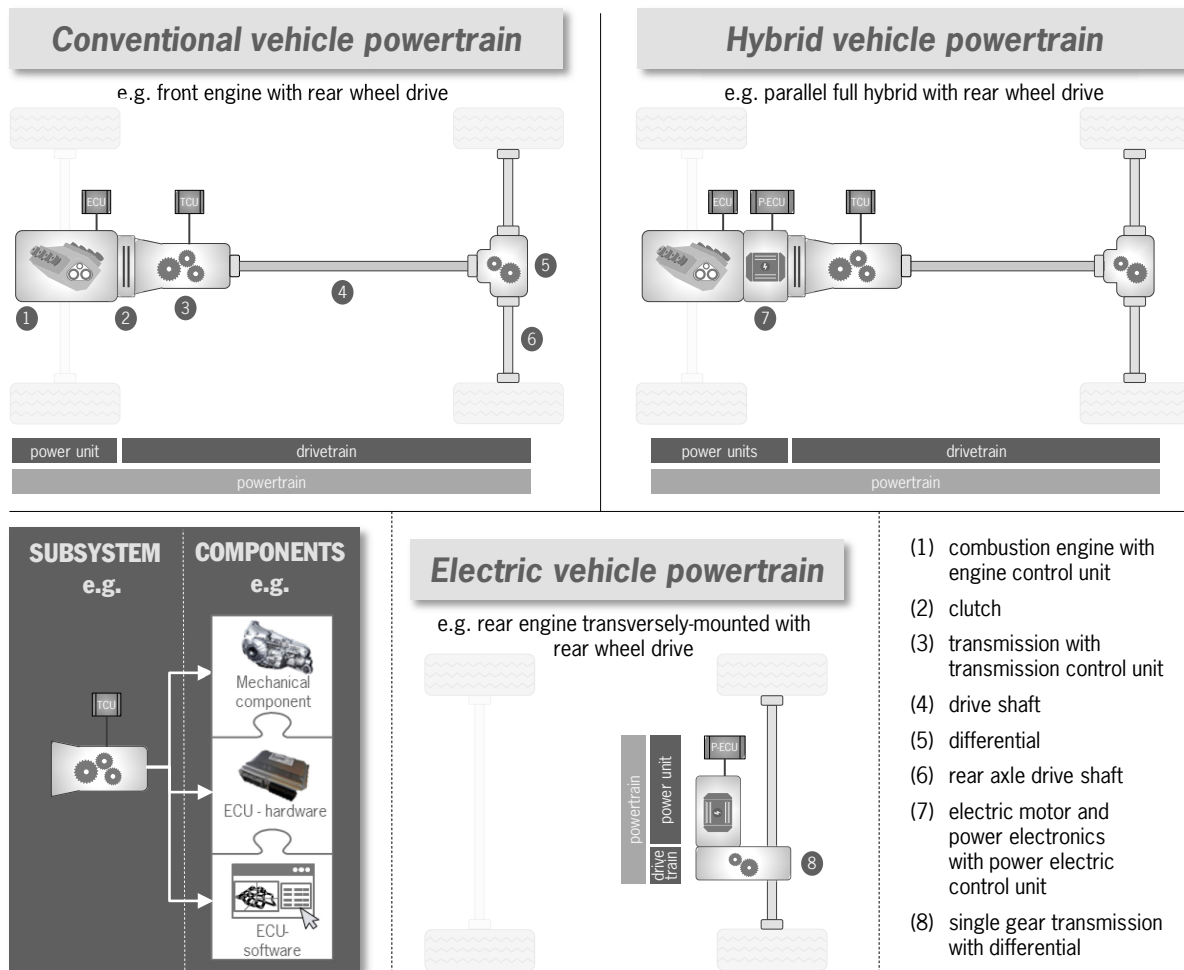 Conventional vehicle powertrain
e.g. front engine with rear wheel drive
ECU
TCU
1
2
3
4
5
6
power unit
drivetrain
powertrain
Hybrid vehicle powertrain
e.g. parallel full hybrid with rear wheel drive
ECU
P-ECU
TCU
7
power units
drivetrain
powertrain
SUBSYSTEM
e.g.
COMPONENTS
e.g.
TCU
Mechanical
component
ECU - hardware
ECU-
software
Electric vehicle powertrain
e.g. rear engine transversely-mounted with
rear wheel drive
P-ECU
powertrain
power unit
drive
train
8
(1) combustion engine with
engine control unit
(2) clutch
(3) transmission with
transmission control unit
(4) drive shaft
(5) differential
(6) rear axle drive shaft
(7) electric motor and
power electronics
with power electric
control unit
(8) single gear transmission
with differential